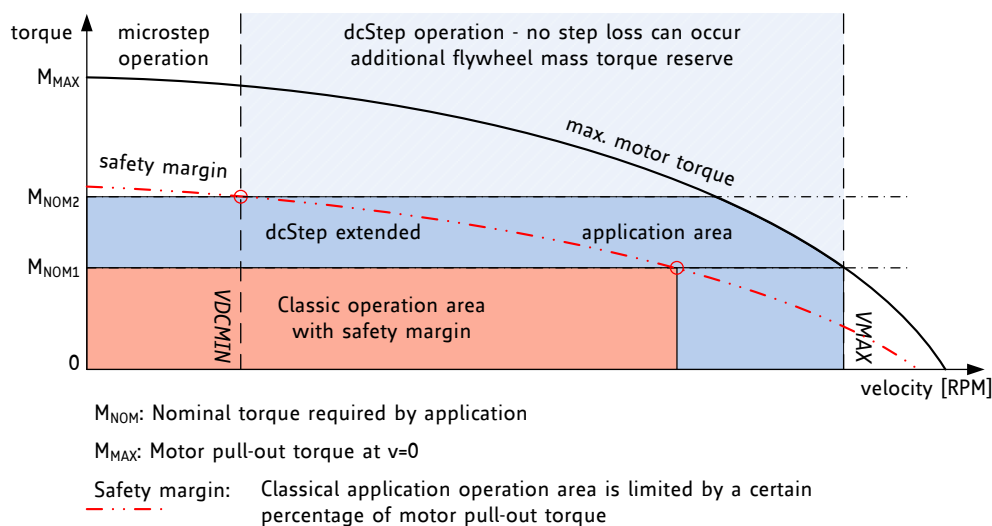 torque
microstep
operation
dcStep operation - no step loss can occur
additional flywheel mass torque reserve
MMAX
max. motor torque
safety margin
MNOM2
dcStep extended
application area
MNOM1
Classic operation area
with safety margin
VDCMIN
VMAX
0
velocity [RPM]
MNOM: Nominal torque required by application
MMAX: Motor pull-out torque at v=0
Safety margin: Classical application operation area is limited by a certain
percentage of motor pull-out torque